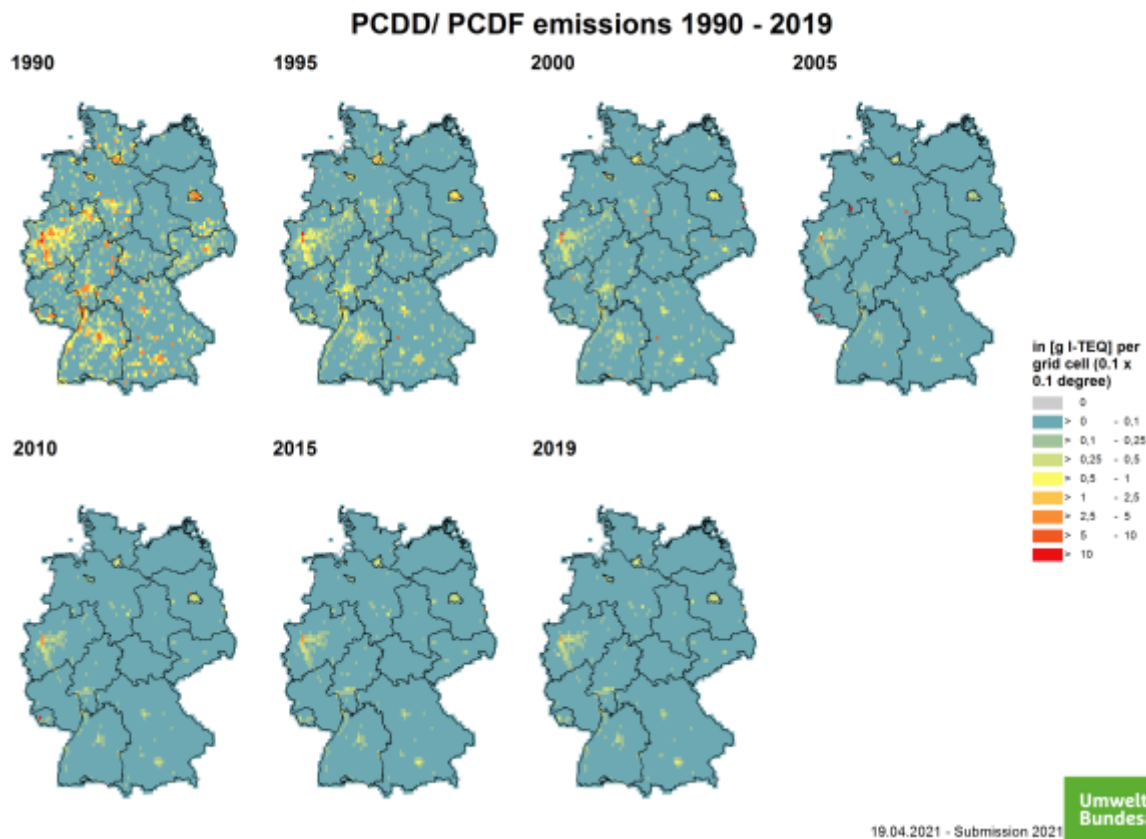 PCDD/ PCDF emissions 1990 - 2019
1990
1995
2000
2005
2010
2015
2019
in [g I-TEQ] per
grid cell (0.1 x
0.1 degree)
0
> 0 - 0,1
> 0,1 - 0,25
> 0,25 - 0,5
> 0,5 - 1
> 1 - 2,5
> 2,5 - 5
> 5 - 10
> 10
Umwelt
Bundes
19.04.2021 - Submission 2021